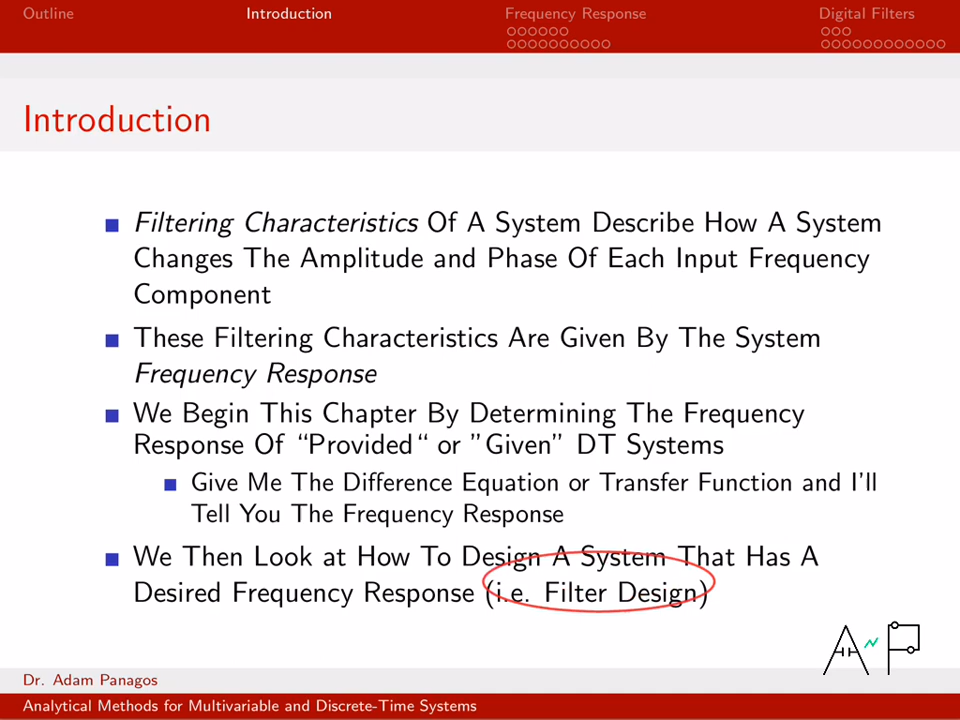 Outline
Introduction
Frequency Response
Digital Filters
Introduction
Filtering Characteristics Of A System Describe How A System
Changes The Amplitude and Phase Of Each Input Frequency
Component
These Filtering Characteristics Are Given By The System
Frequency Response
We Begin This Chapter By Determining The Frequency
Response Of “Provided“ or ”Given” DT Systems
Give Me The Difference Equation or Transfer Function and I'll
Tell You The Frequency Response
We Then Look at How To Design A System That Has A
Desired Frequency Response (i.e. Filter Design)
AP
Dr. Adam Panagos
Analytical Methods for Multivariable and Discrete-Time Systems